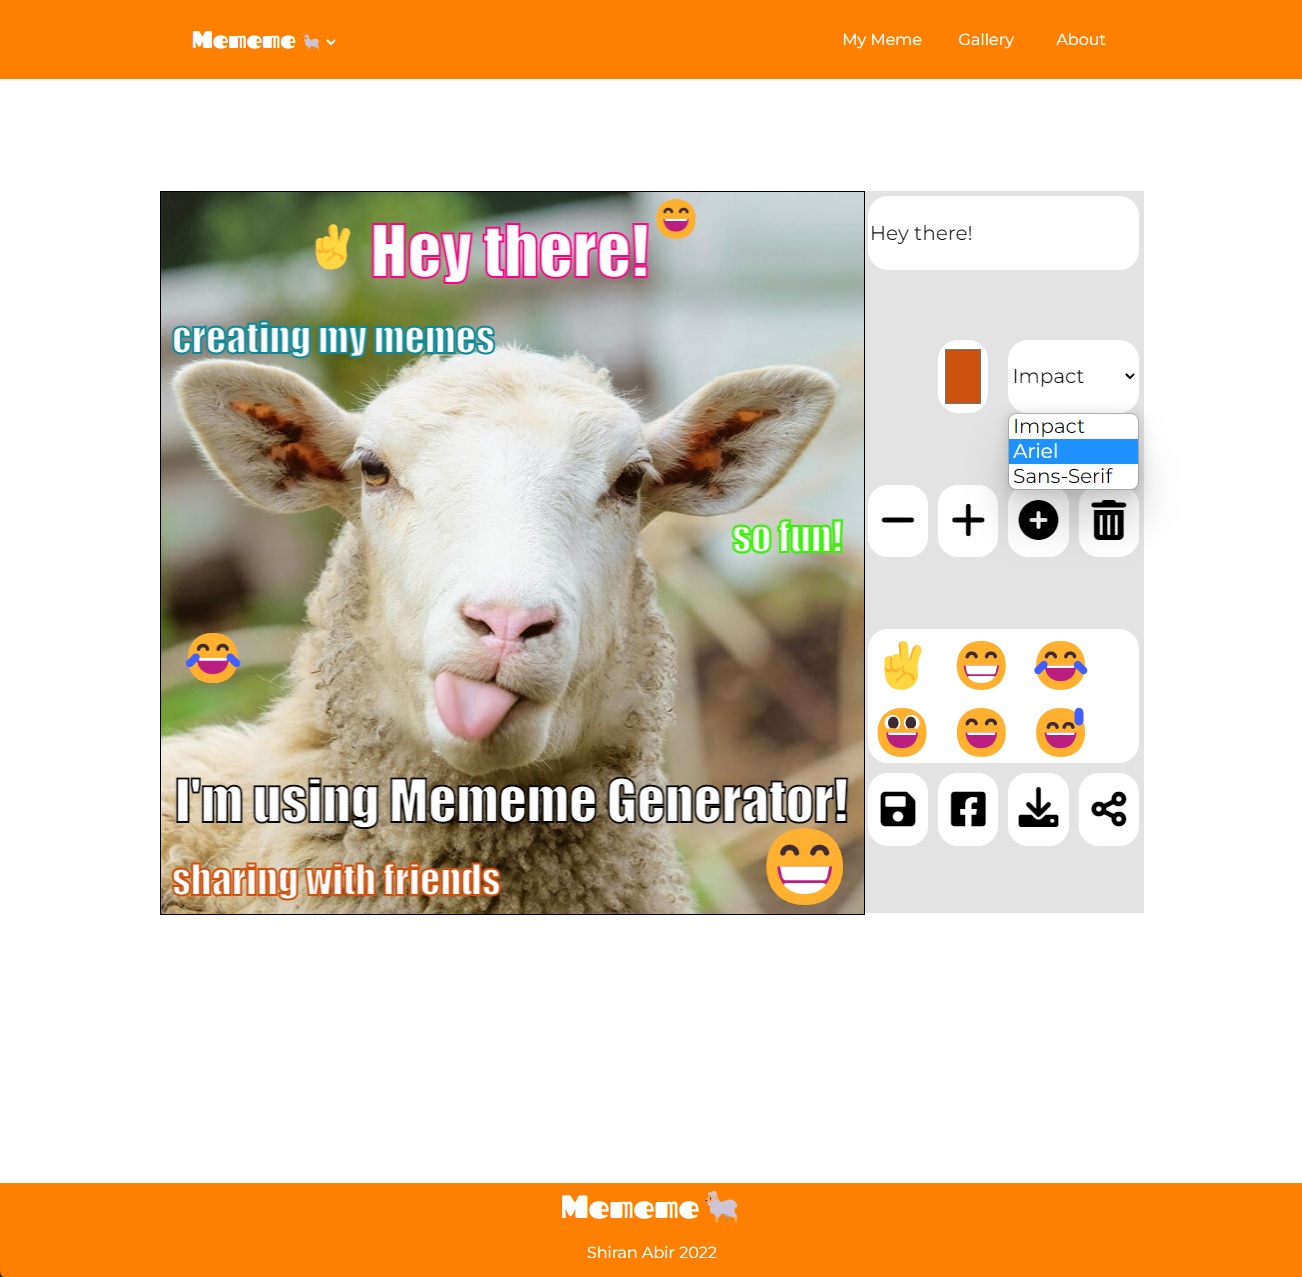 Mememe
My Meme Gallery About
Hey there!
creating my memes
so fun!
I'm using Mememe Generator!
sharing with friends
Hey there!
Impact
Impact
Ariel
Sans-Serif
Mememe
Shiran Abir 2022